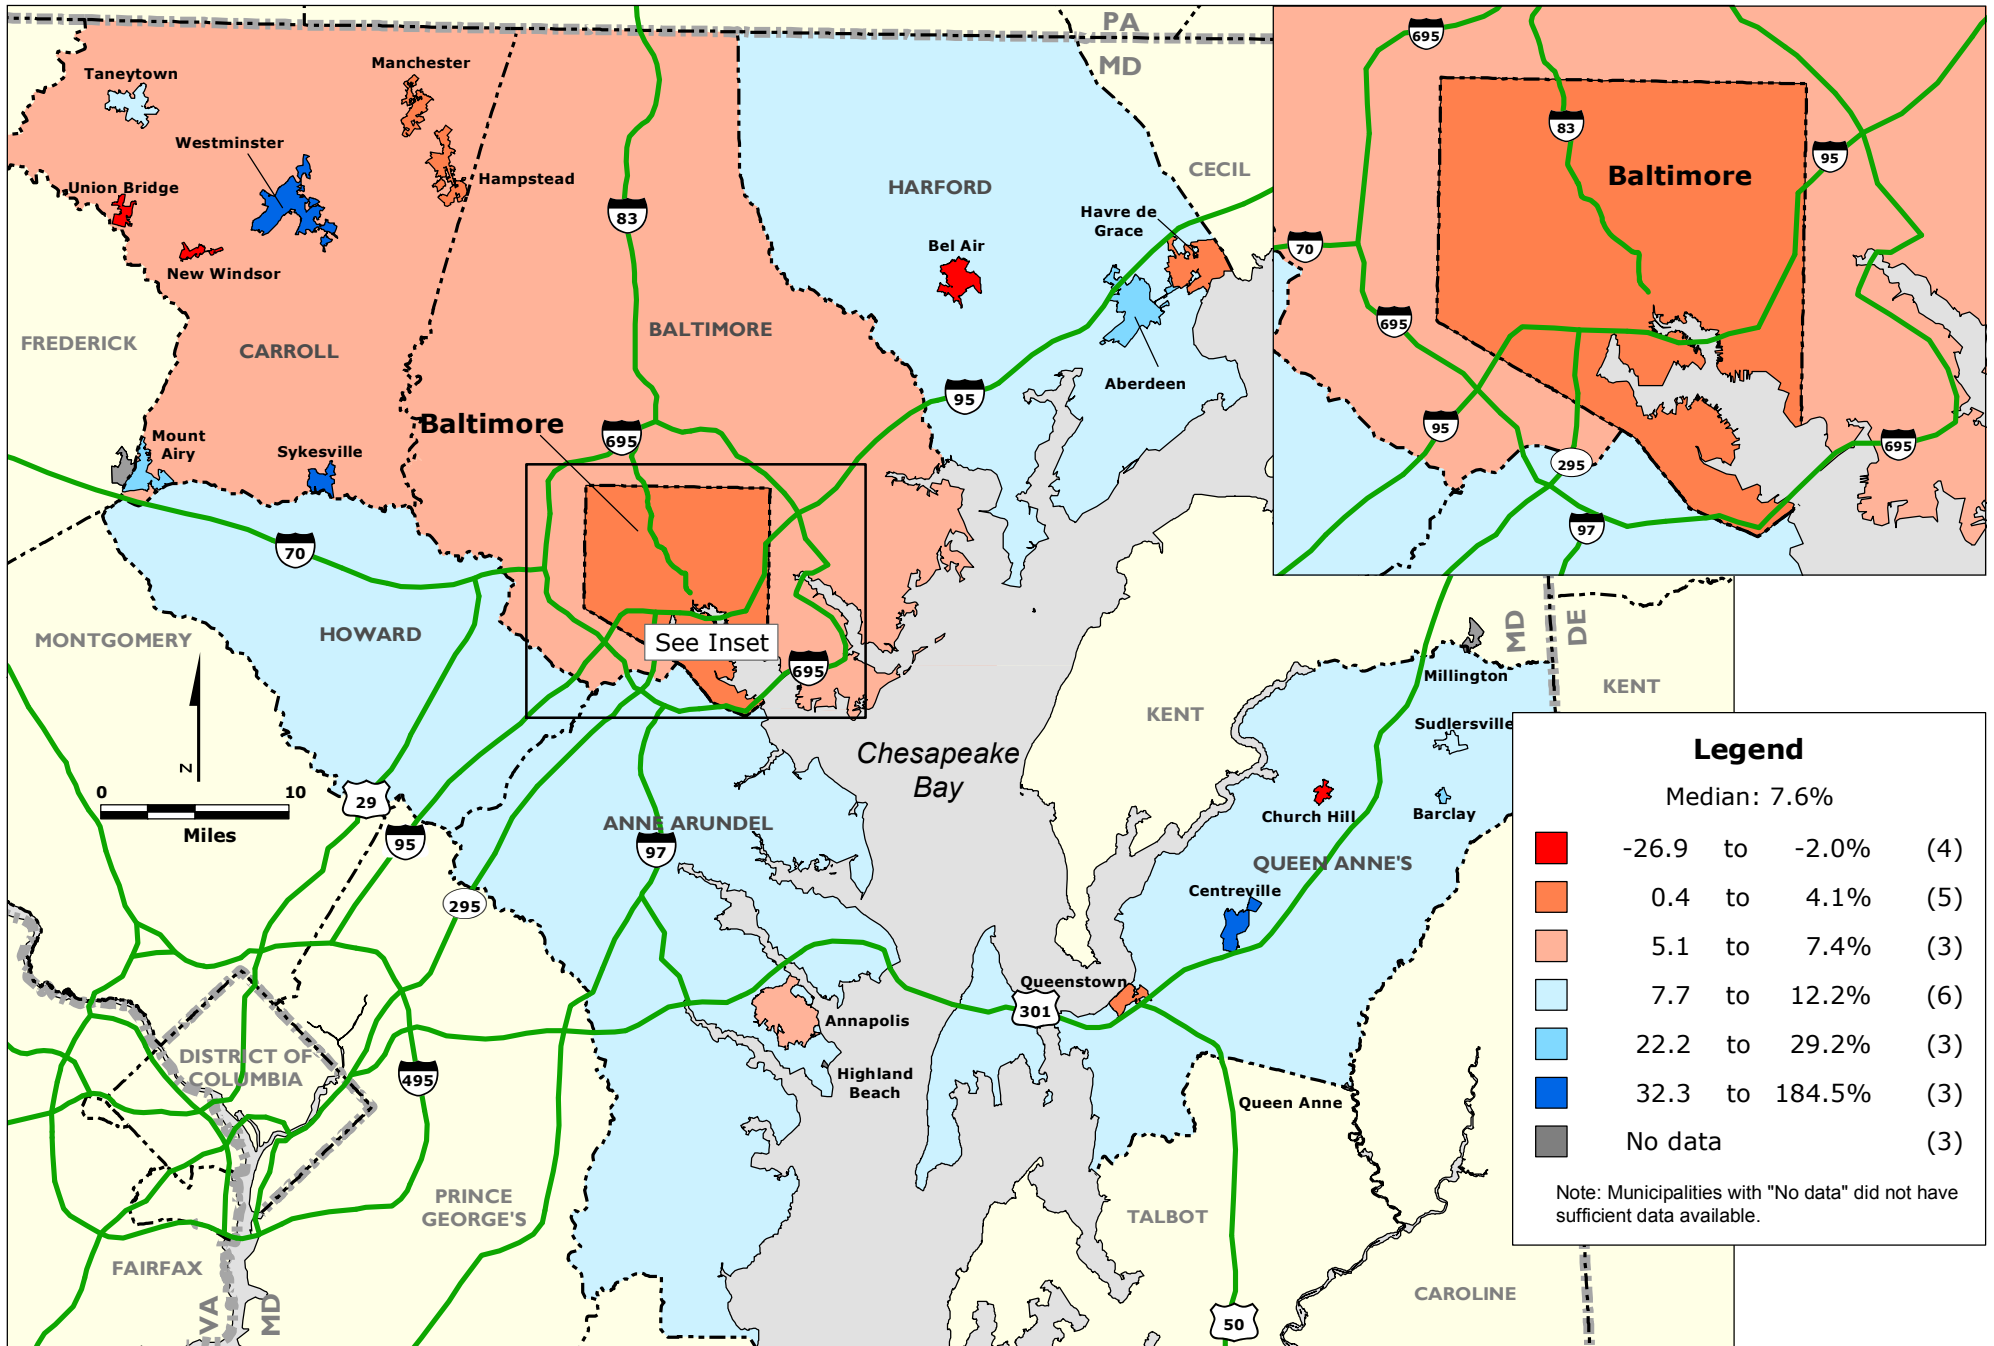 PA
MD
Taneytown
Manchester
Westminster
Hampstead
Union Bridge
New Windsor
83
HARFORD
CECIL
Havre de
Grace
Bel Air
Aberdeen
FREDERICK
CARROLL
BALTIMORE
95
Baltimore
695
Mount
Airy
Sykesville
70
HOWARD
MONTGOMERY
See Inset
695
N
0
10
Miles
29
95
295
ANNE ARUNDEL
97
Chesapeake
Bay
KENT
Millington
MD
DE
KENT
Sudlersville
Church Hill
Barclay
QUEEN ANNE'S
Centreville
Queenstown
301
Annapolis
Highland
Beach
DISTRICT OF
COLUMBIA
495
Queen Anne
PRINCE
GEORGE'S
TALBOT
FAIRFAX
VA
MD
CAROLINE
50
695
83
Baltimore
95
70
695
95
295
695
97
Legend
Median: 7.6%
-26.9 to -2.0% (4)
0.4 to 4.1% (5)
5.1 to 7.4% (3)
7.7 to 12.2% (6)
22.2 to 29.2% (3)
32.3 to 184.5% (3)
No data (3)
Note: Municipalities with "No data" did not have
sufficient data available.